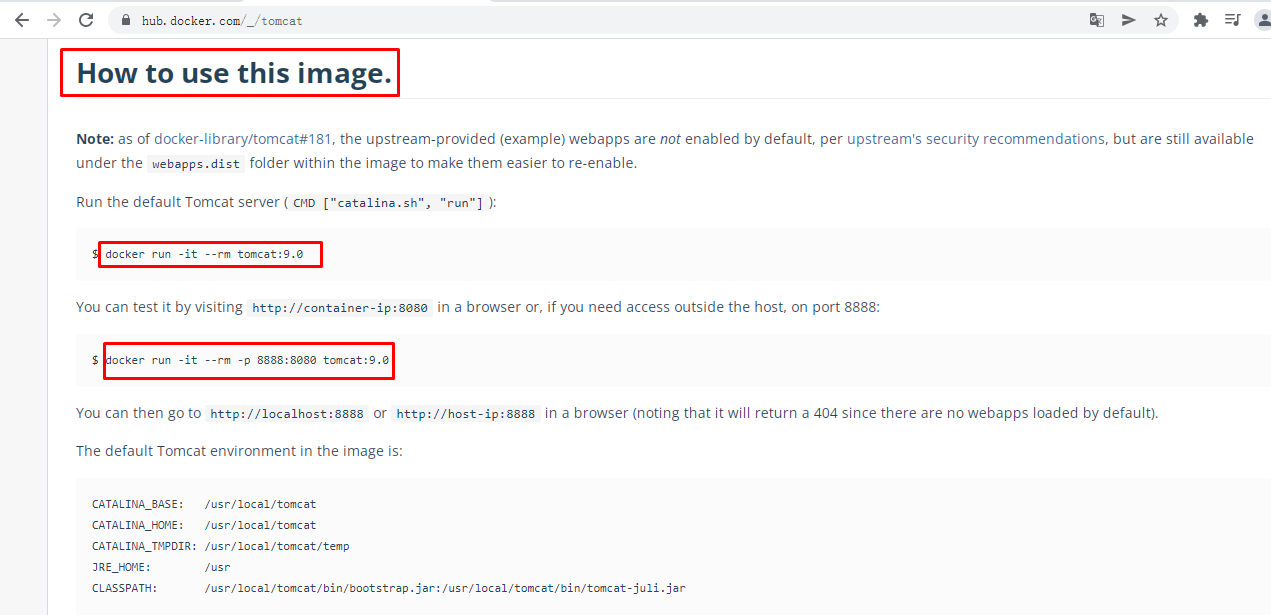 hub.docker.com/_/tomcat
How to use this image.
Note: as of docker-library/tomcat#181, the upstream-provided (example) webapps are not enabled by default, per upstream's security recommendations, but are still available
under the webapps.dist folder within the image to make them easier to re-enable.
Run the default Tomcat server ( CMD ["catalina.sh", "run"] ):
$ docker run -it --rm tomcat:9.0
You can test it by visiting http://container-ip:8080 in a browser or, if you need access outside the host, on port 8888:
$ docker run -it --rm -p 8888:8080 tomcat:9.0
You can then go to http://localhost:8888 or http://host-ip:8888 in a browser (noting that it will return a 404 since there are no webapps loaded by default).
The default Tomcat environment in the image is:
CATALINA_BASE: /usr/local/tomcat
CATALINA_HOME: /usr/local/tomcat
CATALINA_TMPDIR: /usr/local/tomcat/temp
JRE_HOME: /usr
CLASSPATH: /usr/local/tomcat/bin/bootstrap.jar:/usr/local/tomcat/bin/tomcat-juli.jar